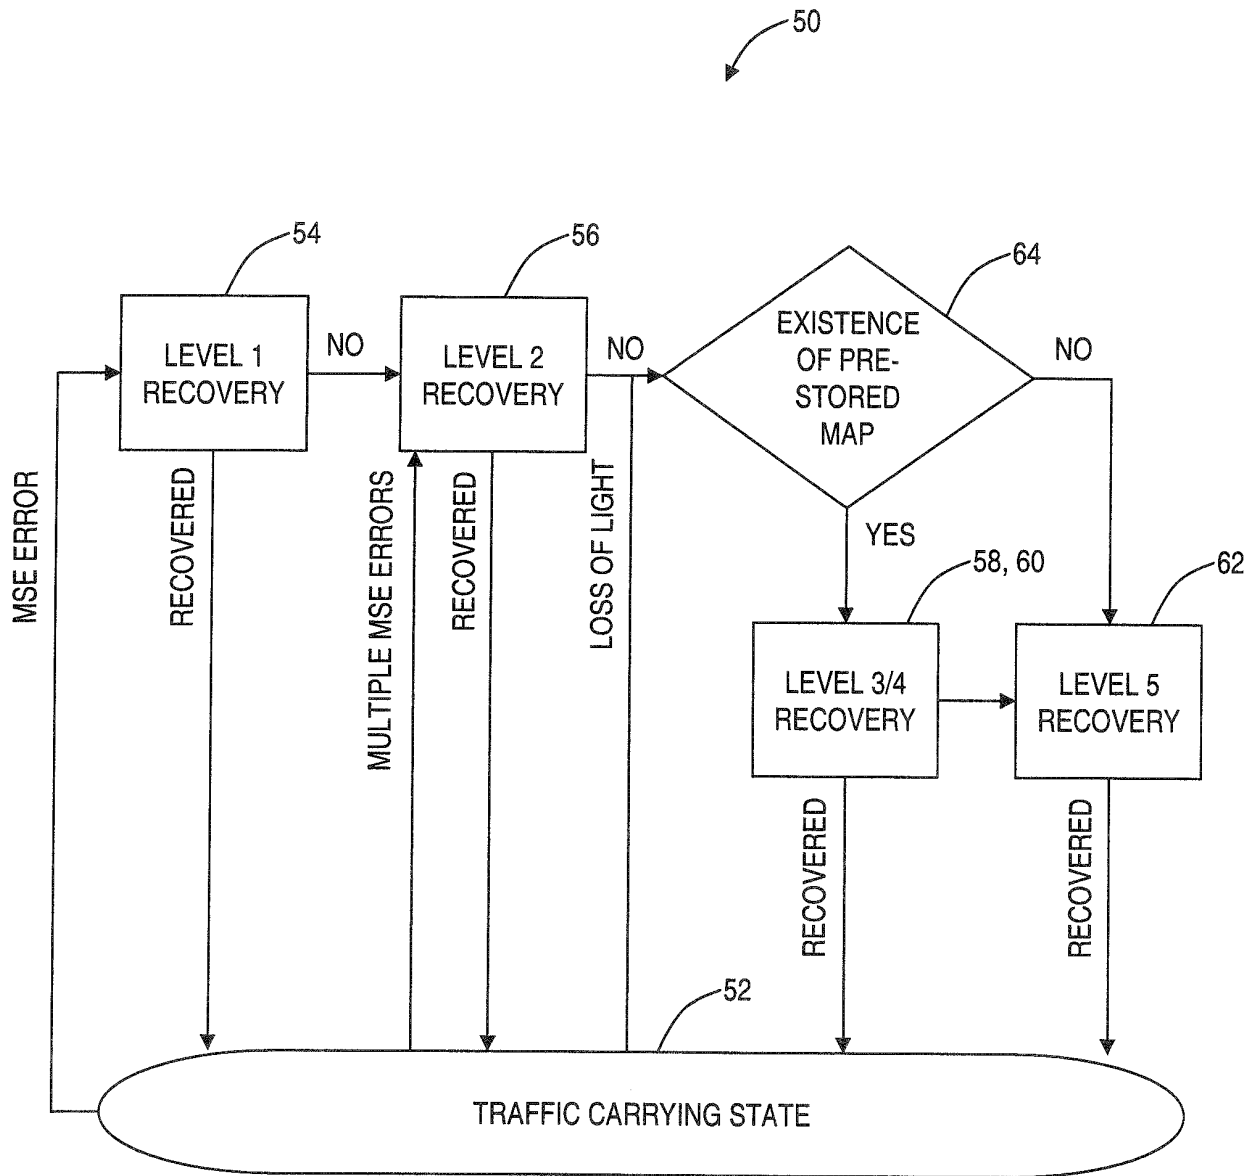 50
54
56
64
LEVEL 1
RECOVERY
NO
LEVEL 2
RECOVERY
NO
EXISTENCE
OF PRE-
STORED
MAP
NO
MSE ERROR
RECOVERED
MULTIPLE MSE ERRORS
RECOVERED
LOSS OF LIGHT
YES
58, 60
62
LEVEL 3/4
RECOVERY
LEVEL 5
RECOVERY
RECOVERED
RECOVERED
52
TRAFFIC CARRYING STATE